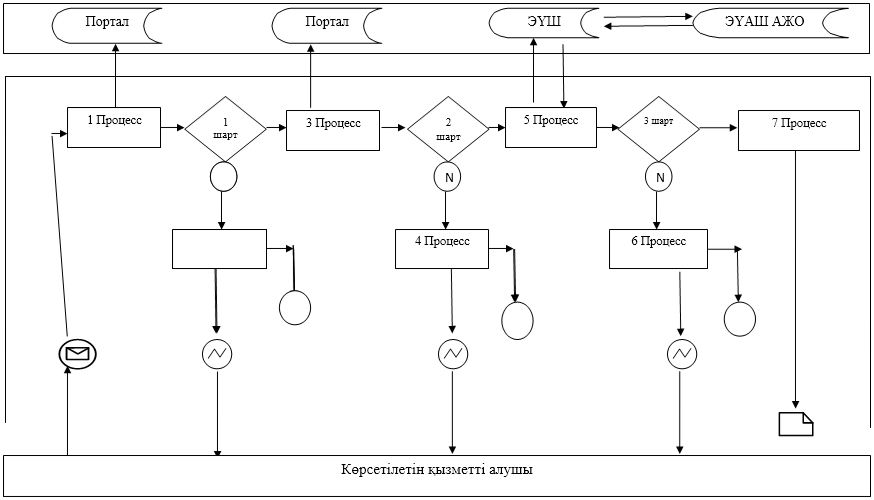 Портал
Портал
ЭҮШ
ЭҮАШ АЖО
1 Процесс
1
шарт
3 Процесс
2
шарт
5 Процесс
3 шарт
7 Процесс
N
N
4 Процесс
6 Процесс
Көрсетілетін қызметті алушы